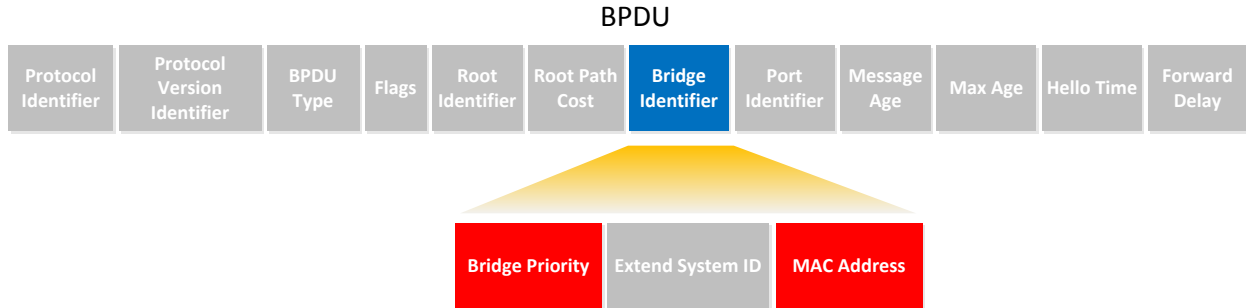 BPDU
Protocol
Identifier
Protocol
Version
Identifier
BPDU
Type
Flags
Root
Identifier
Root Path
Cost
Bridge
Identifier
Port
Identifier
Message
Age
Max Age
Hello Time
Forward
Delay
Bridge Priority
Extend System ID
MAC Address